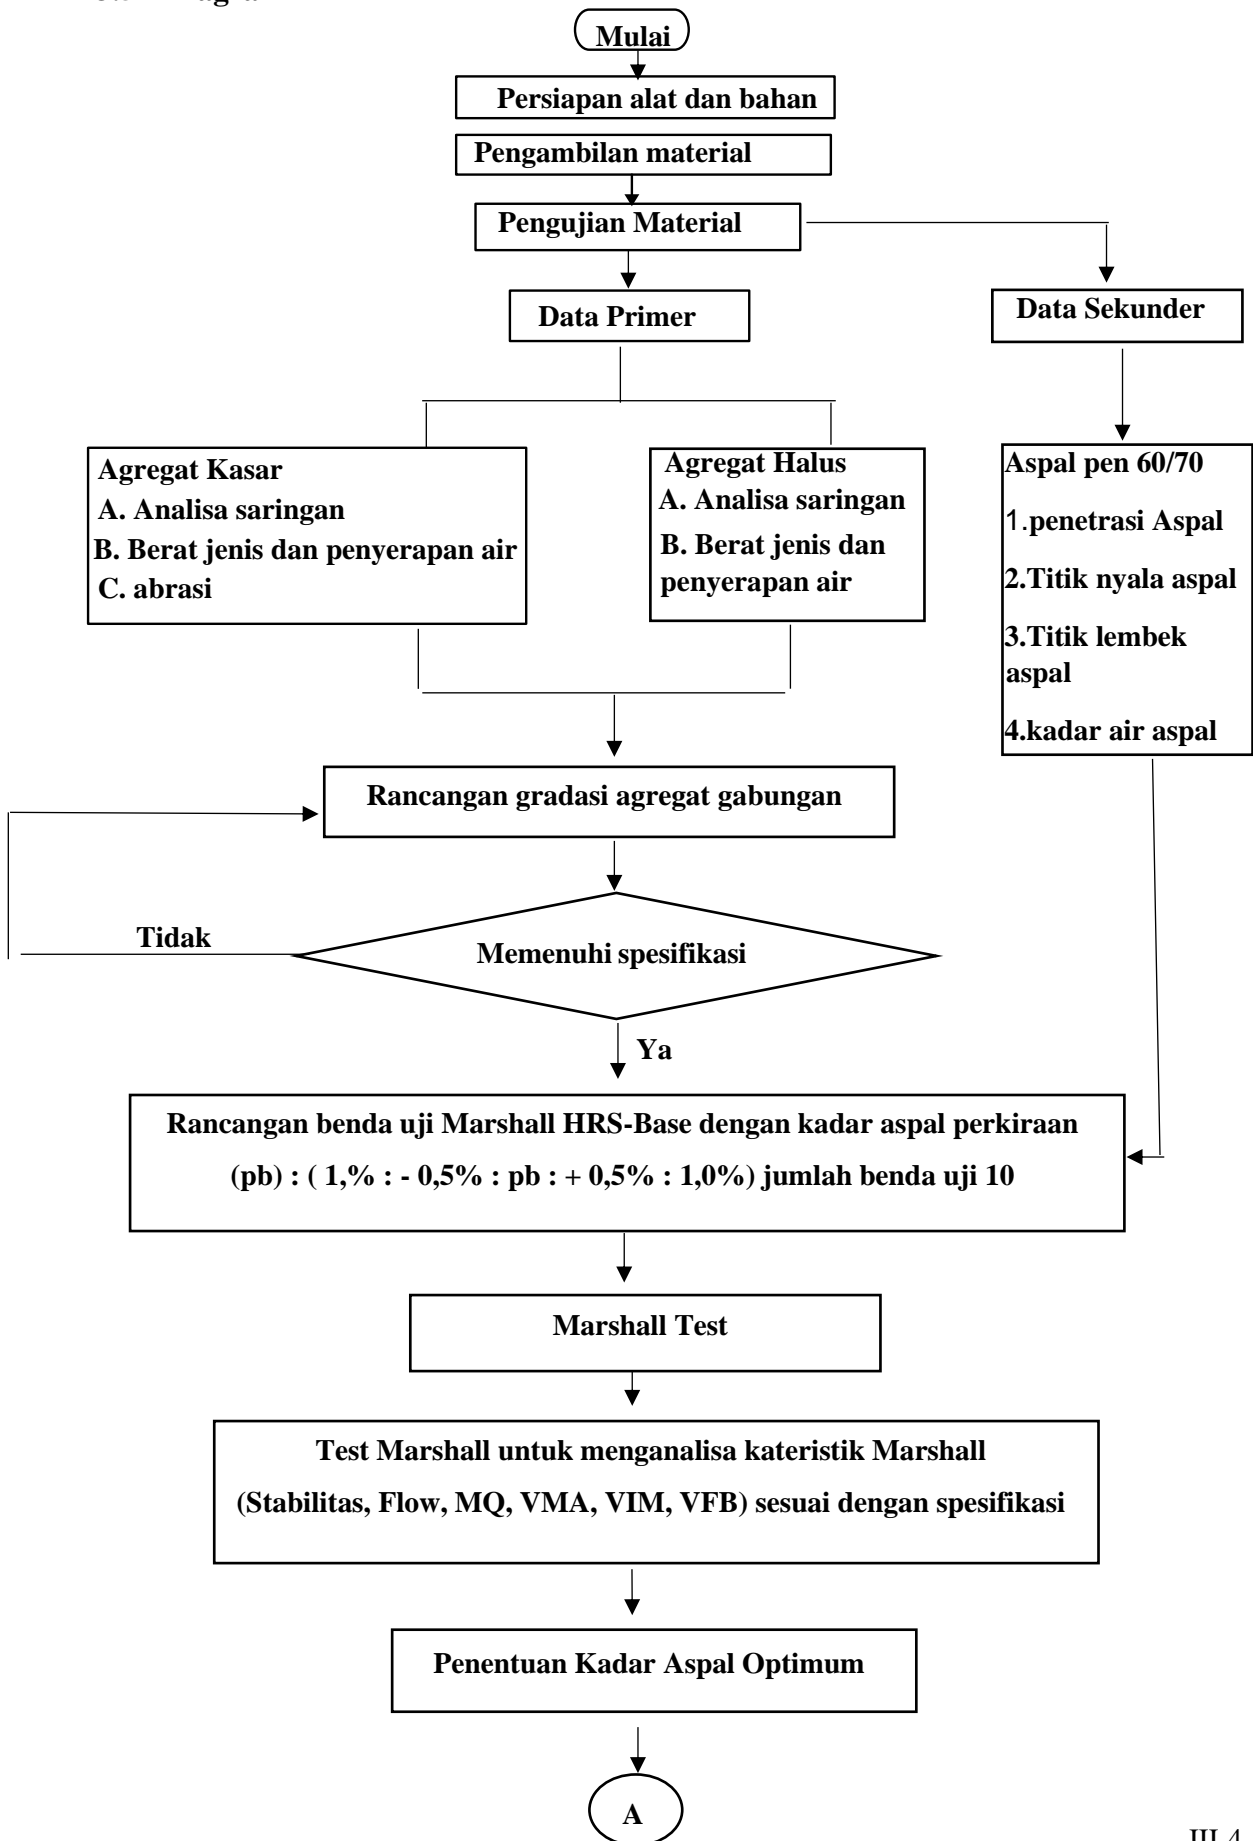 Mulai
Persiapan alat dan bahan
Pengambilan material
Pengujian Material
Data Primer
Data Sekunder
Agregat Kasar
A. Analisa saringan
B. Berat jenis dan penyerapan air
C. abrasi
Agregat Halus
A. Analisa saringan
B. Berat jenis dan
penyerapan air
Aspal pen 60/70
1.penetrasi Aspal
2.Titik nyala aspal
3.Titik lembek
aspal
4.kadar air aspal
Rancangan gradasi agregat gabungan
Tidak
Memenuhi spesifikasi
Ya
Rancangan benda uji Marshall HRS-Base dengan kadar aspal perkiraan
(pb) : ( 1,% : - 0,5% : pb : + 0,5% : 1,0%) jumlah benda uji 10
Marshall Test
Test Marshall untuk menganalisa kateristik Marshall
(Stabilitas, Flow, MQ, VMA, VIM, VFB) sesuai dengan spesifikasi
Penentuan Kadar Aspal Optimum
A
III-4